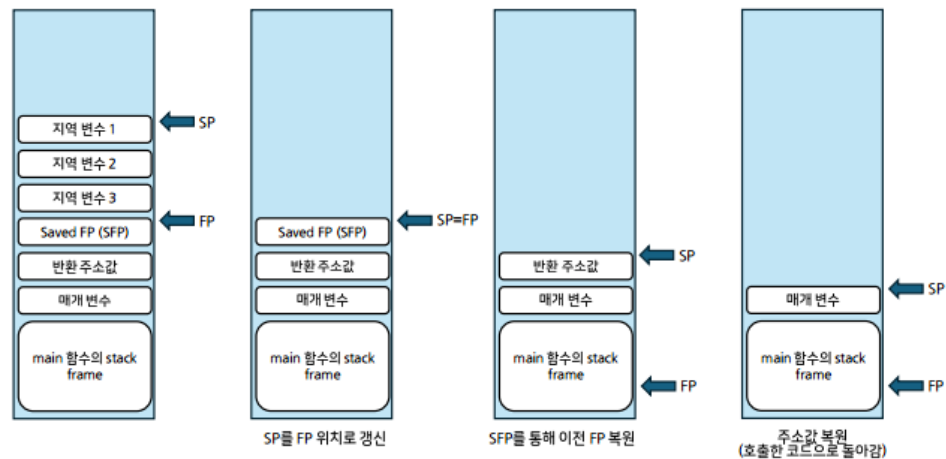 지역 변수 1
지역 변수 2
지역 변수 3
Saved FP (SFP)
반환 주소값
매개 변수
main 함수의 stack
frame
SP
FP
Saved FP (SFP)
반환 주소값
매개 변수
main 함수의 stack
frame
SP=FP
SP를 FP 위치로 갱신
반환 주소값
매개 변수
main 함수의 stack
frame
SP
FP
SFP를 통해 이전 FP 복원
매개 변수
main 함수의 stack
frame
SP
FP
주소값 복원
(호출한 코드으로 돌아감)